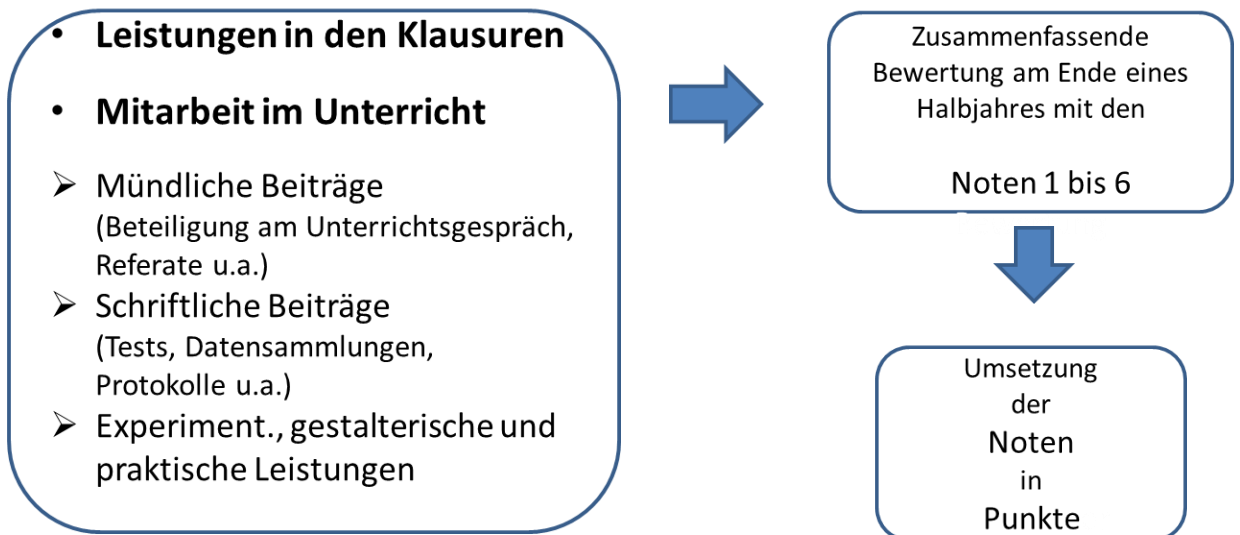 • Leistungen in den Klausuren
• Mitarbeit im Unterricht
➢ Mündliche Beiträge
(Beteiligung am Unterrichtsgespräch,
Referate u.a.)
➢ Schriftliche Beiträge
(Tests, Datensammlungen,
Protokolle u.a.)
➢ Experiment., gestalterische und
praktische Leistungen
Zusammenfassende
Bewertung am Ende eines
Halbjahres mit den
Noten 1 bis 6
Umsetzung
der
Noten
in
Punkte